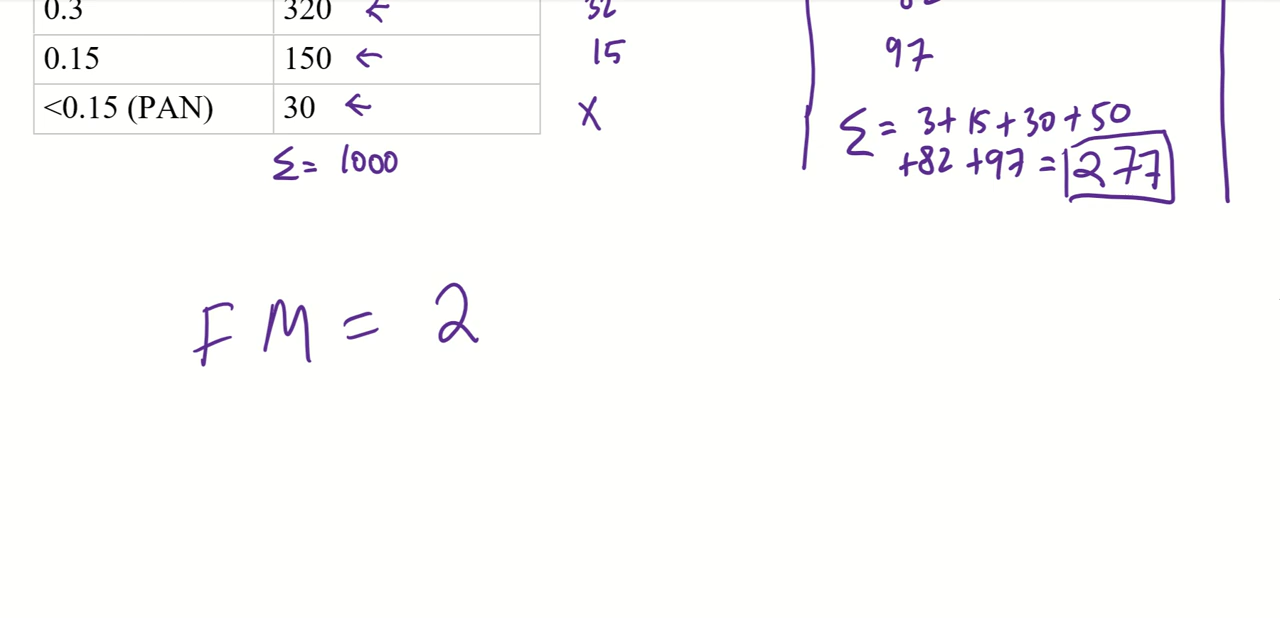 0.3 320 ← 32
0.15 150 ← 15 97
<0.15 (PAN) 30 ← X
Σ = 3+15+30+50
+82 +97 = 277
Σ = 1000
FM = 2